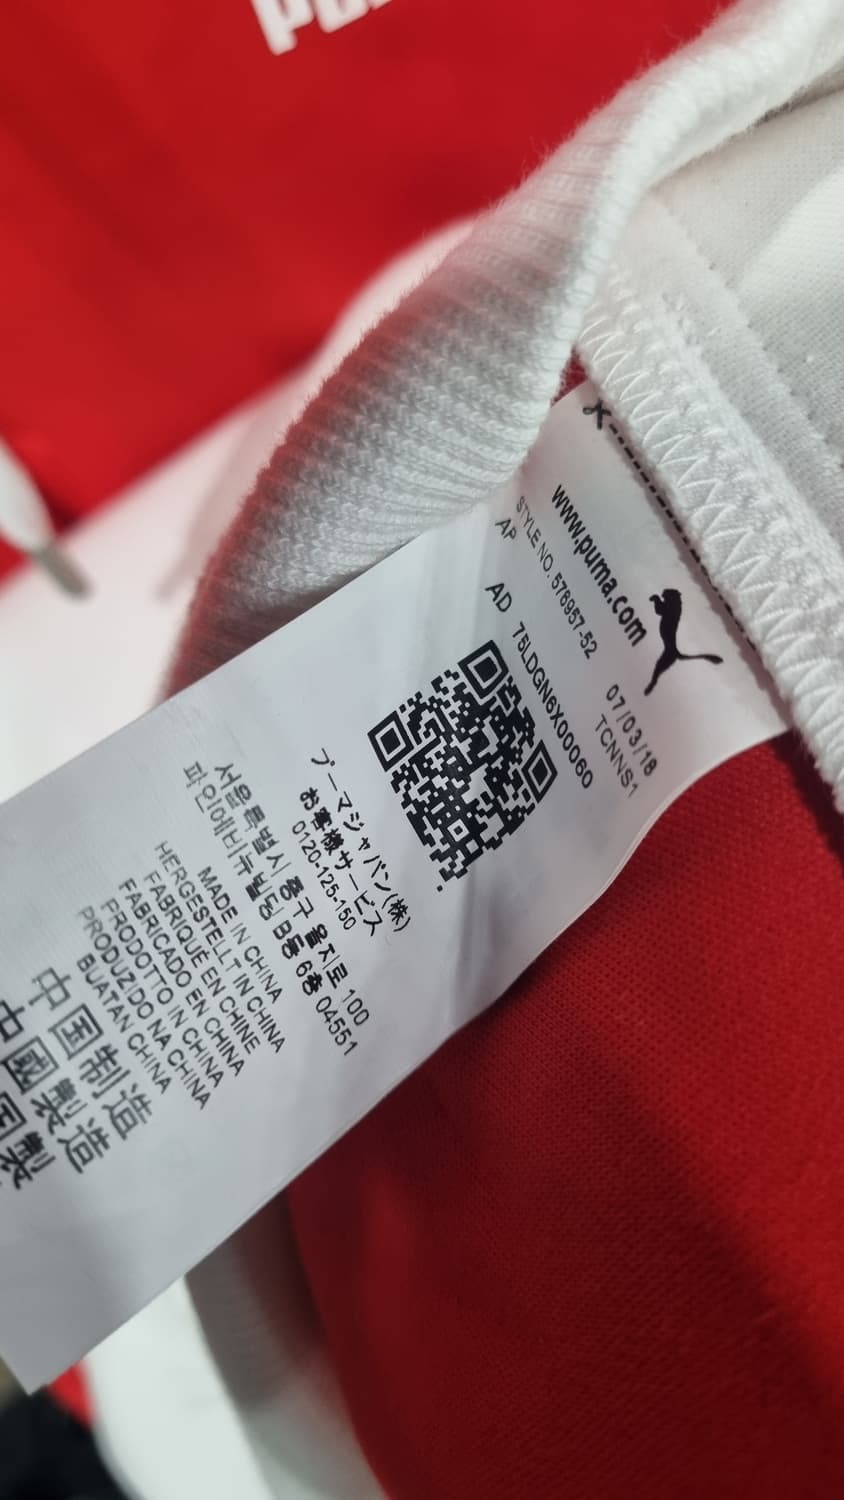 www.puma.com
STYLE NO. 576957-52 07/03/18
AP TCNNS1
AD 75LDGN6X00060
プーマジャパン(株)
お客様サービス
0120-125-150
서울특별시 중구 을지로 100
파인에비뉴빌딩 B동 6층 04551
MADE IN CHINA
HERGESTELLT IN CHINA
FABRIQUÉ EN CHINE
FABRICADO EN CHINA
PRODOTTO IN CHINA
PRODUZIDO NA CHINA
BUATAN CHINA
中国制造
中國製造
国製